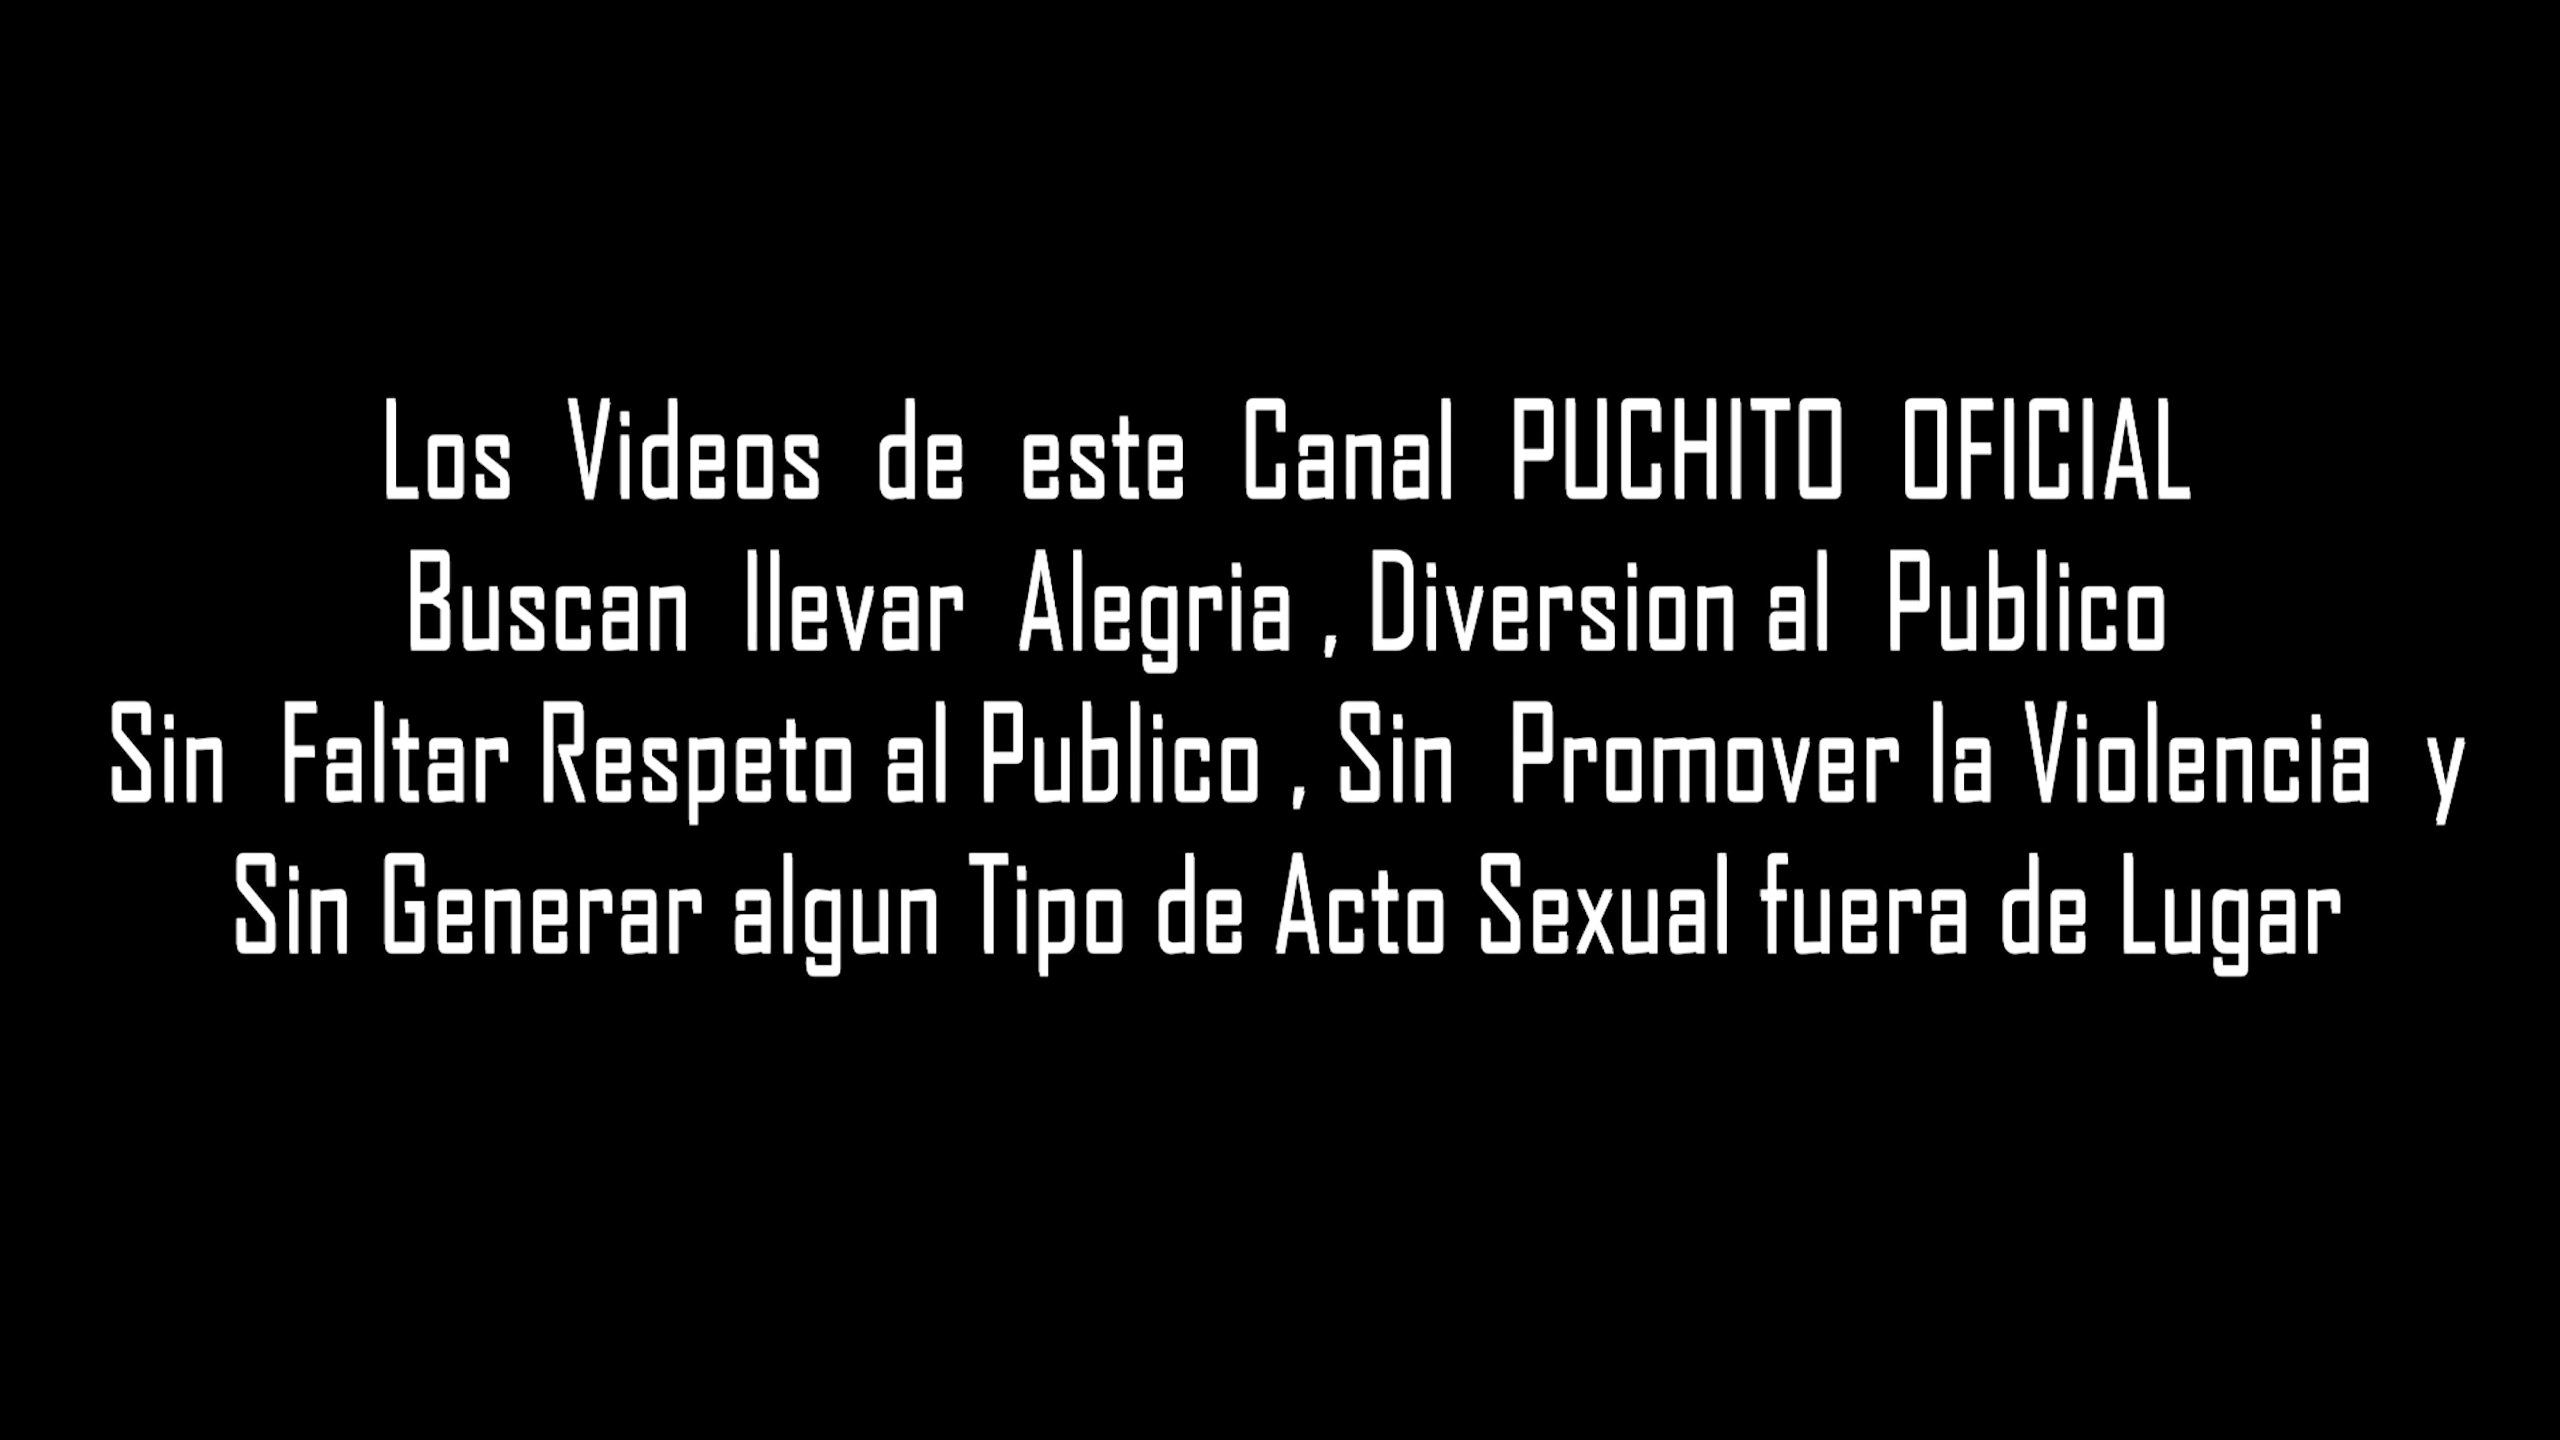 Los Videos de este Canal PUCHITO OFICIAL
Buscan llevar Alegria , Diversion al Publico
Sin Faltar Respeto al Publico , Sin Promover la Violencia y
Sin Generar algun Tipo de Acto Sexual fuera de Lugar